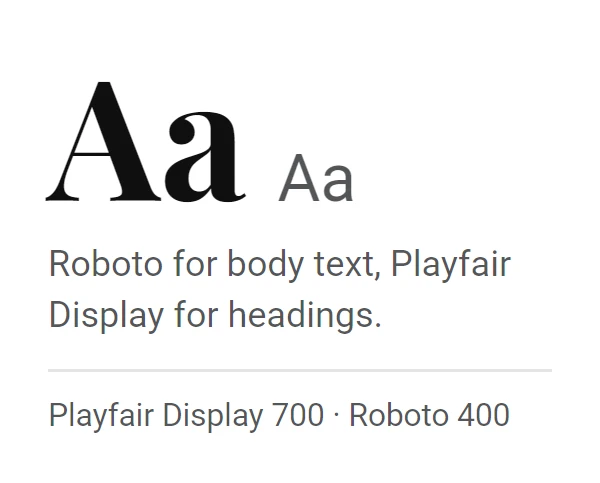 Aa Aa
Roboto for body text, Playfair
Display for headings.
Playfair Display 700 · Roboto 400